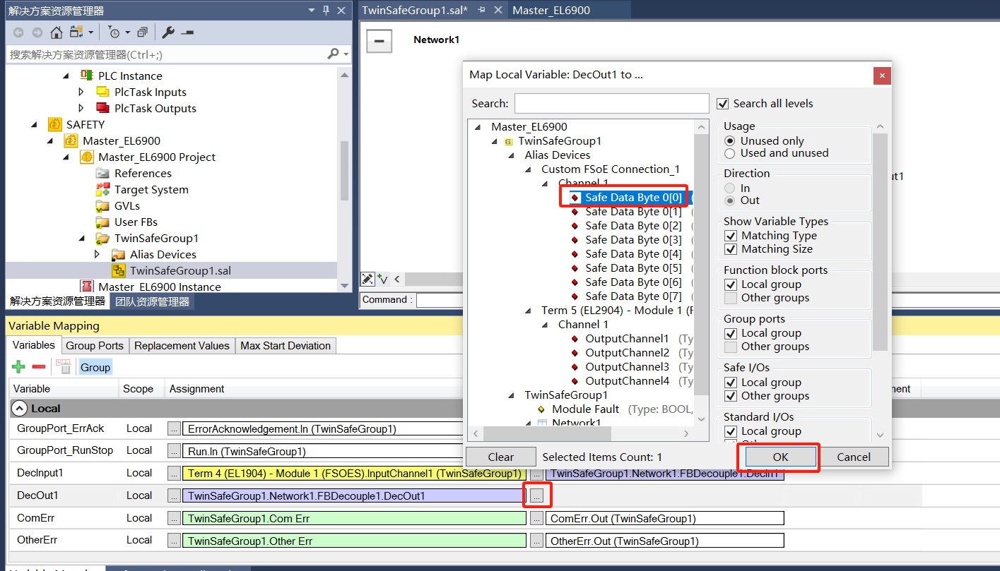 解决方案资源管理器
搜索解决方案资源管理器(Ctrl+;)
PLC Instance
PlcTask Inputs
PlcTask Outputs
SAFETY
Master_EL6900
Master_EL6900 Project
References
Target System
GVLs
User FBs
TwinSafeGroup1
Alias Devices
TwinSafeGroup1.sal
Master_EL6900 Instance
解决方案资源管理器 团队资源管理器
TwinSafeGroup1.sal* Master_EL6900
Network1
Command :
Map Local Variable: DecOut1 to ...
Search:
Search all levels
Master_EL6900
TwinSafeGroup1
Alias Devices
Custom FSoE Connection_1
Channel 1
Safe Data Byte 0[0] (
Safe Data Byte 0[1] (
Safe Data Byte 0[2] (
Safe Data Byte 0[3] (
Safe Data Byte 0[4] (
Safe Data Byte 0[5] (
Safe Data Byte 0[6] (
Safe Data Byte 0[7] (
Term 5 (EL2904) - Module 1 (F
Channel 1
OutputChannel1 (Ty
OutputChannel2 (Ty
OutputChannel3 (Ty
OutputChannel4 (Ty
TwinSafeGroup1
Module Fault (Type: BOOL,
Network1
Usage
Unused only
Used and unused
Direction
In
Out
Show Variable Types
Matching Type
Matching Size
Function block ports
Local group
Other groups
Group ports
Local group
Other groups
Safe I/Os
Local group
Other groups
Standard I/Os
Local group
Clear Selected Items Count: 1 OK Cancel
Variable Mapping
Variables Group Ports Replacement Values Max Start Deviation
Group
Variable Scope Assignment
Local
GroupPort_ErrAck Local ... ErrorAcknowledgement.In (TwinSafeGroup1)
GroupPort_RunStop Local ... Run.In (TwinSafeGroup1)
DecInput1 Local ... Term 4 (EL1904) - Module 1 (FSOES).InputChannel1 (TwinSafeGroup1) ... TwinSafeGroup1.Network1.FBDecouple1.DecIn1
DecOut1 Local ... TwinSafeGroup1.Network1.FBDecouple1.DecOut1 ...
ComErr Local ... TwinSafeGroup1.Com Err ... ComErr.Out (TwinSafeGroup1)
OtherErr Local ... TwinSafeGroup1.Other Err ... OtherErr.Out (TwinSafeGroup1)